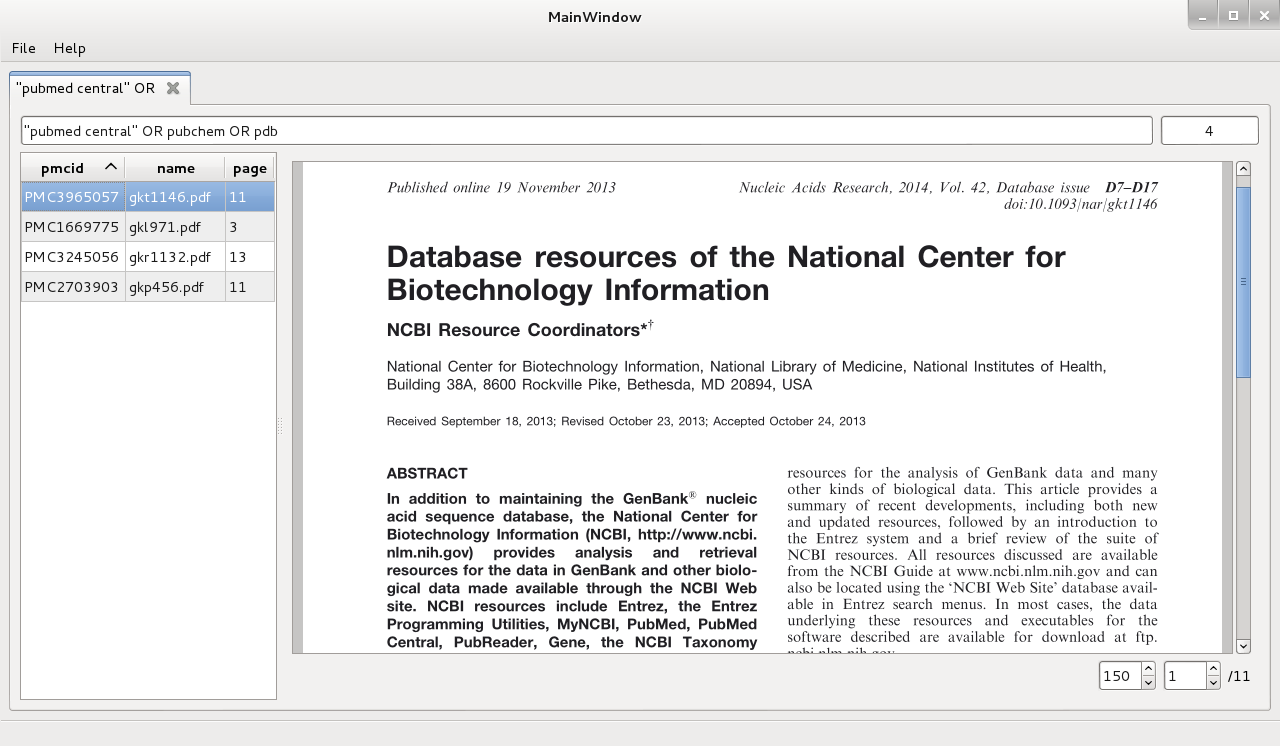 MainWindow
File Help
"pubmed central" OR
"pubmed central" OR pubchem OR pdb 4
pmcid name page
PMC3965057 gkt1146.pdf 11
PMC1669775 gkl971.pdf 3
PMC3245056 gkr1132.pdf 13
PMC2703903 gkp456.pdf 11
Published online 19 November 2013 Nucleic Acids Research, 2014, Vol. 42, Database issue D7–D17
doi:10.1093/nar/gkt1146
Database resources of the National Center for
Biotechnology Information
NCBI Resource Coordinators*†
National Center for Biotechnology Information, National Library of Medicine, National Institutes of Health,
Building 38A, 8600 Rockville Pike, Bethesda, MD 20894, USA
Received September 18, 2013; Revised October 23, 2013; Accepted October 24, 2013
ABSTRACT
In addition to maintaining the GenBank® nucleic
acid sequence database, the National Center for
Biotechnology Information (NCBI, http://www.ncbi.
nlm.nih.gov) provides analysis and retrieval
resources for the data in GenBank and other biolo-
gical data made available through the NCBI Web
site. NCBI resources include Entrez, the Entrez
Programming Utilities, MyNCBI, PubMed, PubMed
Central, PubReader, Gene, the NCBI Taxonomy
resources for the analysis of GenBank data and many
other kinds of biological data. This article provides a
summary of recent developments, including both new
and updated resources, followed by an introduction to
the Entrez system and a brief review of the suite of
NCBI resources. All resources discussed are available
from the NCBI Guide at www.ncbi.nlm.nih.gov and can
also be located using the ‘NCBI Web Site’ database avail-
able in Entrez search menus. In most cases, the data
underlying these resources and executables for the
software described are available for download at ftp.
ncbi.nlm.nih.gov
150 1 /11